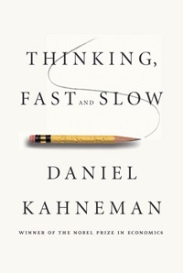 THINKING,
FAST AND SLOW
DANIEL
KAHNEMAN
WINNER OF THE NOBEL PRIZE IN ECONOMICS